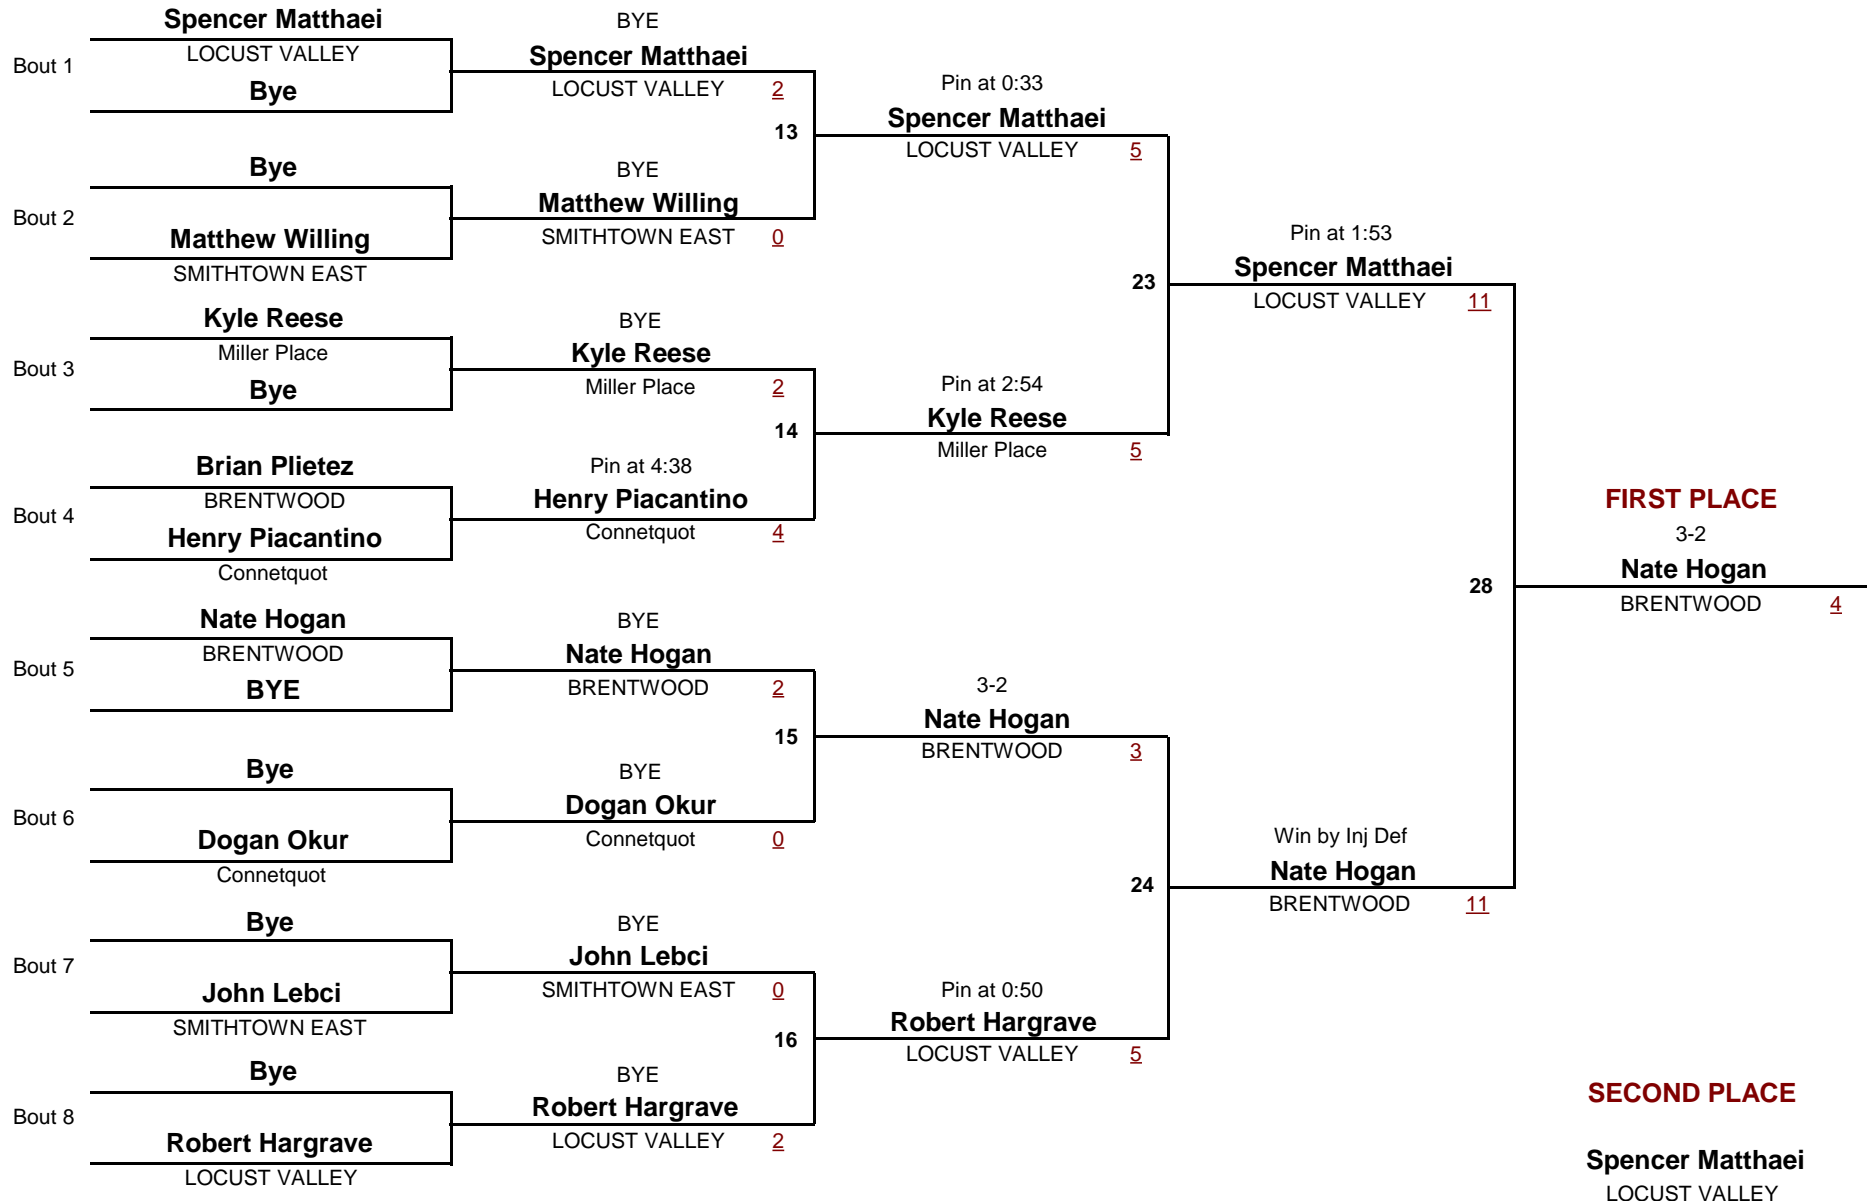 Spencer Matthaei
Bout 1
LOCUST VALLEY
Bye
Bye
Bout 2
Matthew Willing
SMITHTOWN EAST
Kyle Reese
Bout 3
Miller Place
Bye
Brian Plietez
Bout 4
BRENTWOOD
Henry Piacantino
Connetquot
Nate Hogan
Bout 5
BRENTWOOD
BYE
Bye
Bout 6
Dogan Okur
Connetquot
Bye
Bout 7
John Lebci
SMITHTOWN EAST
Bye
Bout 8
Robert Hargrave
LOCUST VALLEY
BYE
Spencer Matthaei
LOCUST VALLEY 2
13
BYE
Matthew Willing
SMITHTOWN EAST 0
BYE
Kyle Reese
Miller Place 2
14
Pin at 4:38
Henry Piacantino
Connetquot 4
BYE
Nate Hogan
BRENTWOOD 2
15
BYE
Dogan Okur
Connetquot 0
BYE
John Lebci
SMITHTOWN EAST 0
16
BYE
Robert Hargrave
LOCUST VALLEY 2
Pin at 0:33
Spencer Matthaei
LOCUST VALLEY 5
23
Pin at 2:54
Kyle Reese
Miller Place 5
3-2
Nate Hogan
BRENTWOOD 3
24
Pin at 0:50
Robert Hargrave
LOCUST VALLEY 5
Pin at 1:53
Spencer Matthaei
LOCUST VALLEY 11
28
Win by Inj Def
Nate Hogan
BRENTWOOD 11
FIRST PLACE
3-2
Nate Hogan
BRENTWOOD 4
SECOND PLACE
Spencer Matthaei
LOCUST VALLEY